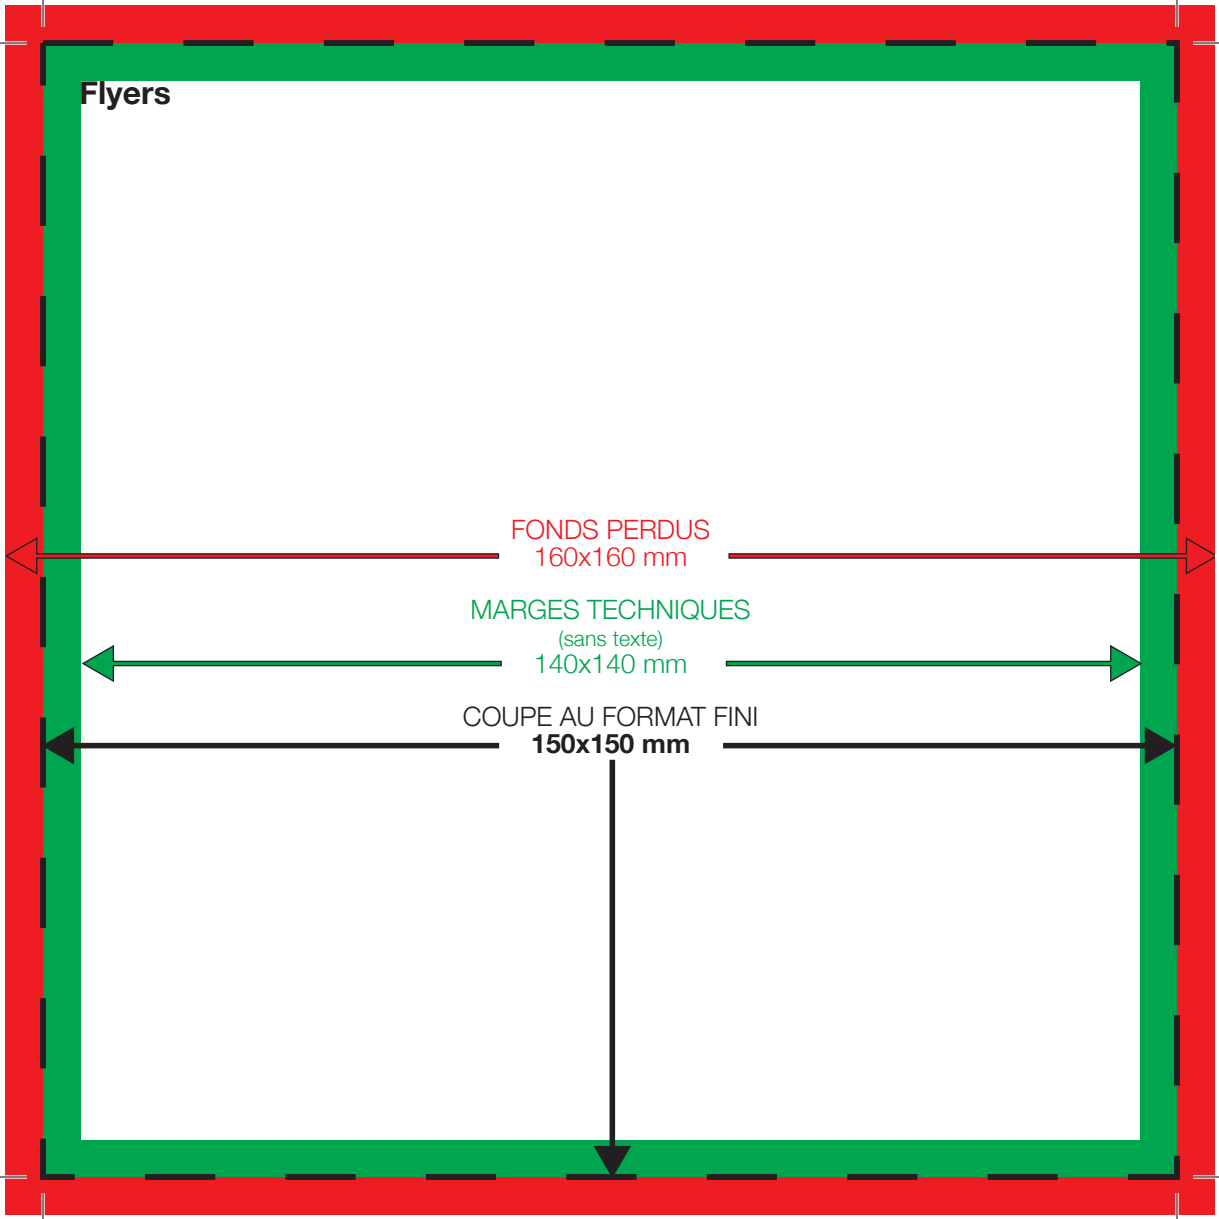 Flyers
FONDS PERDUS
160x160 mm
MARGES TECHNIQUES
(sans texte)
140x140 mm
COUPE AU FORMAT FINI
150x150 mm